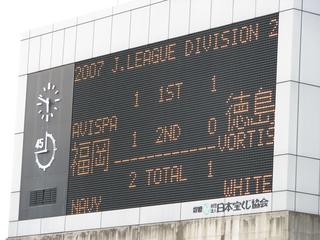 2007 J.LEAGUE DIVISION 2
1 1ST 1
AVISPA 徳島
福岡 1 2ND 0 VORTIS
2 TOTAL 1
NAVY WHITE
45
日本宝くじ協会